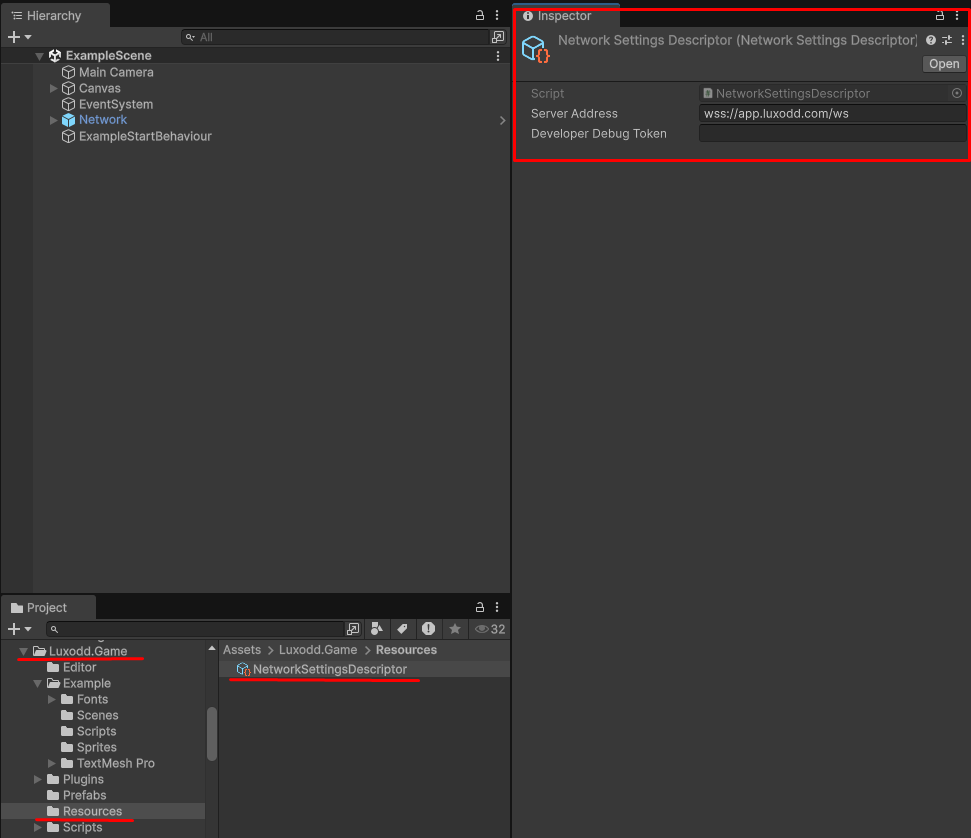 Hierarchy
All
ExampleScene
Main Camera
Canvas
EventSystem
Network
ExampleStartBehaviour
Inspector
Network Settings Descriptor (Network Settings Descriptor)
Open
Script NetworkSettingsDescriptor
Server Address wss://app.luxodd.com/ws
Developer Debug Token
Project
32
Luxodd.Game
Editor
Example
Fonts
Scenes
Scripts
Sprites
TextMesh Pro
Plugins
Prefabs
Resources
Scripts
Assets > Luxodd.Game > Resources
NetworkSettingsDescriptor